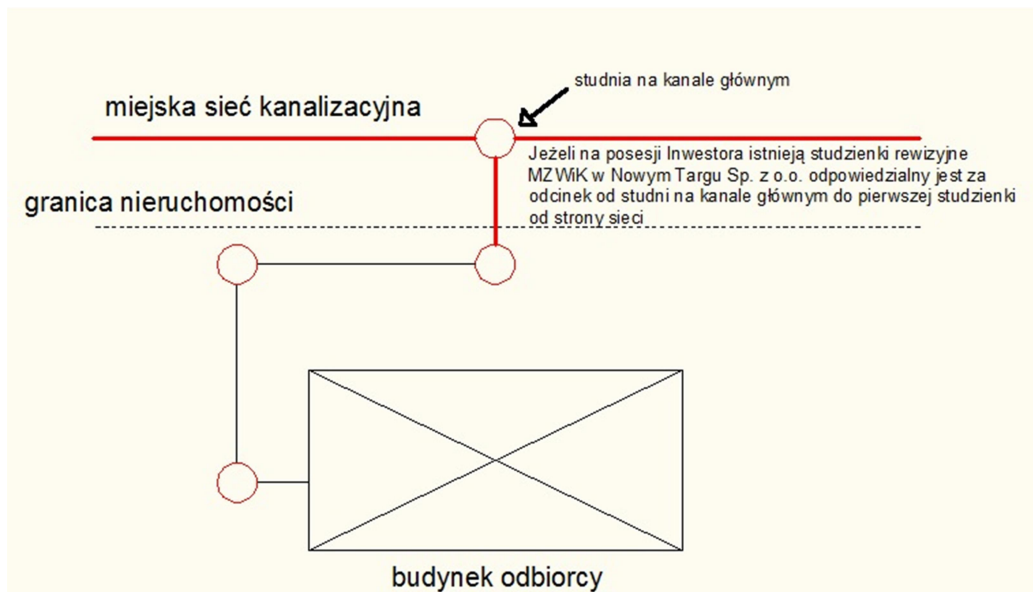 studnia na kanale głównym
miejska sieć kanalizacyjna
Jeżeli na posesji Inwestora istnieją studzienki rewizyjne
MZWiK w Nowym Targu Sp. z o.o. odpowiedzialny jest za
odcinek od studni na kanale głównym do pierwszej studzienki
od strony sieci
granica nieruchomości
budynek odbiorcy